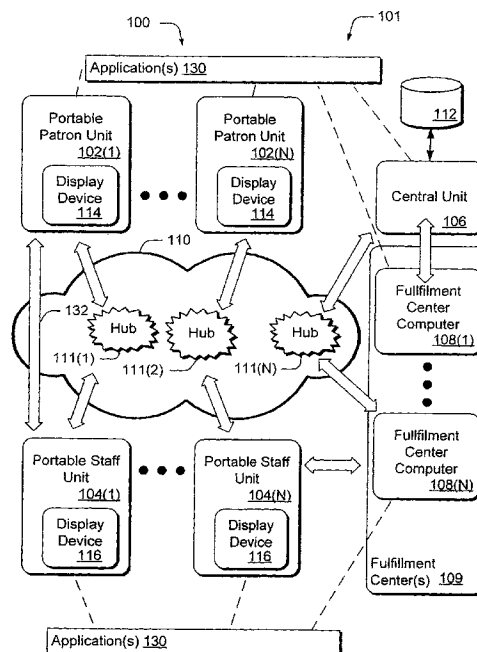 100
101
Application(s) 130
112
Portable
Patron Unit
102(1)
Display
Device
114
Portable
Patron Unit
102(N)
Display
Device
114
Central Unit
106
110
132
Hub
Hub
Hub
111(1)
111(2)
111(N)
Fullfilment
Center
Computer
108(1)
Portable Staff
Unit
104(1)
Display
Device
116
Portable Staff
Unit
104(N)
Display
Device
116
Fullfilment
Center
Computer
108(N)
Fulfillment
Center(s) 109
Application(s) 130